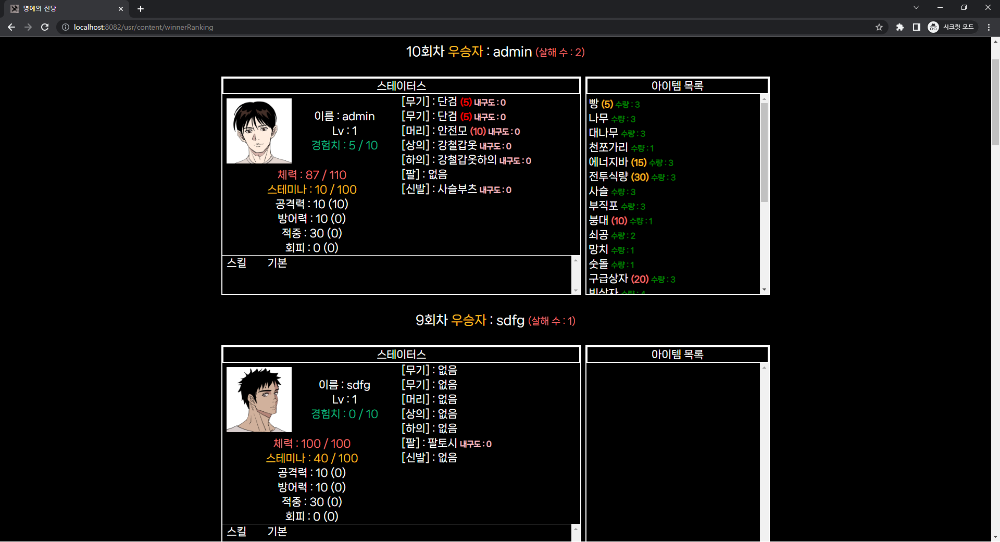 명예의 전당
localhost:8082/usr/content/winnerRanking
시크릿 모드
10회차 우승자 : admin (살해 수 : 2)
스테이터스
이름 : admin
Lv : 1
경험치 : 5 / 10
체력 : 87 / 110
스테미나 : 10 / 100
공격력 : 10 (10)
방어력 : 10 (0)
적중 : 30 (0)
회피 : 0 (0)
[무기] : 단검 (5) 내구도 : 0
[무기] : 단검 (5) 내구도 : 0
[머리] : 안전모 (10) 내구도 : 0
[상의] : 강철갑옷 내구도 : 0
[하의] : 강철갑옷하의 내구도 : 0
[팔] : 없음
[신발] : 사슬부츠 내구도 : 0
스킬 기본
아이템 목록
빵 (5) 수량 : 3
나무 수량 : 3
대나무 수량 : 3
천쪼가리 수량 : 1
에너지바 (15) 수량 : 3
전투식량 (30) 수량 : 3
사슬 수량 : 3
부직포 수량 : 3
붕대 (10) 수량 : 1
쇠공 수량 : 2
망치 수량 : 1
숫돌 수량 : 1
구급상자 (20) 수량 : 3
빈상자 수량 : 4
9회차 우승자 : sdfg (살해 수 : 1)
스테이터스
이름 : sdfg
Lv : 1
경험치 : 0 / 10
체력 : 100 / 100
스테미나 : 40 / 100
공격력 : 10 (0)
방어력 : 10 (0)
적중 : 30 (0)
회피 : 0 (0)
[무기] : 없음
[무기] : 없음
[머리] : 없음
[상의] : 없음
[하의] : 없음
[팔] : 팔토시 내구도 : 0
[신발] : 없음
스킬 기본
아이템 목록